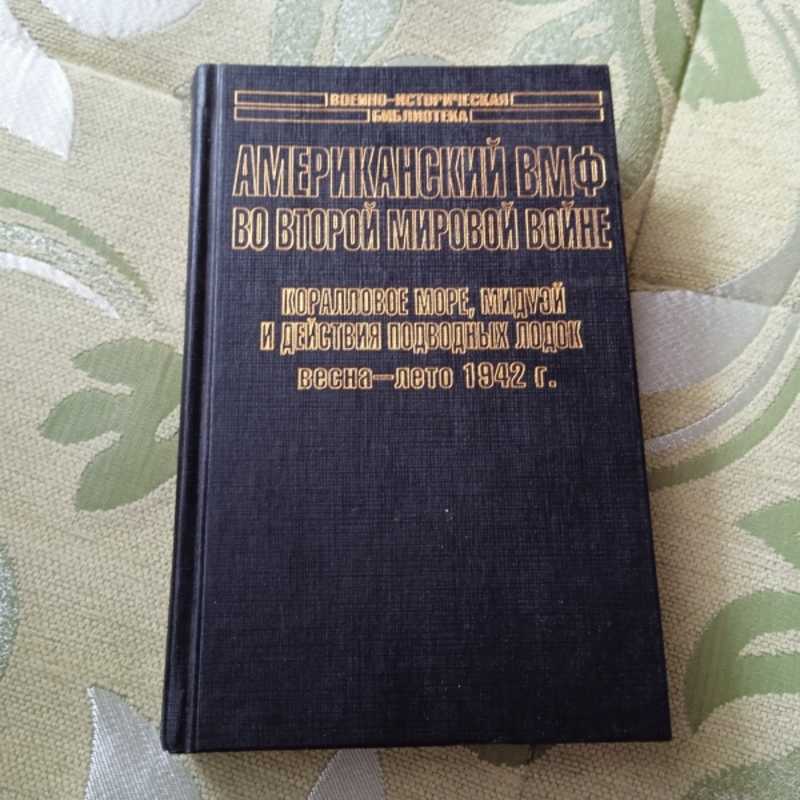 ВОЕННО-ИСТОРИЧЕСКАЯ
БИБЛИОТЕКА
АМЕРИКАНСКИЙ ВМФ
ВО ВТОРОЙ МИРОВОЙ ВОЙНЕ
КОРАЛЛОВОЕ МОРЕ, МИДУЭЙ
И ДЕЙСТВИЯ ПОДВОДНЫХ ЛОДОК
весна—лето 1942 г.